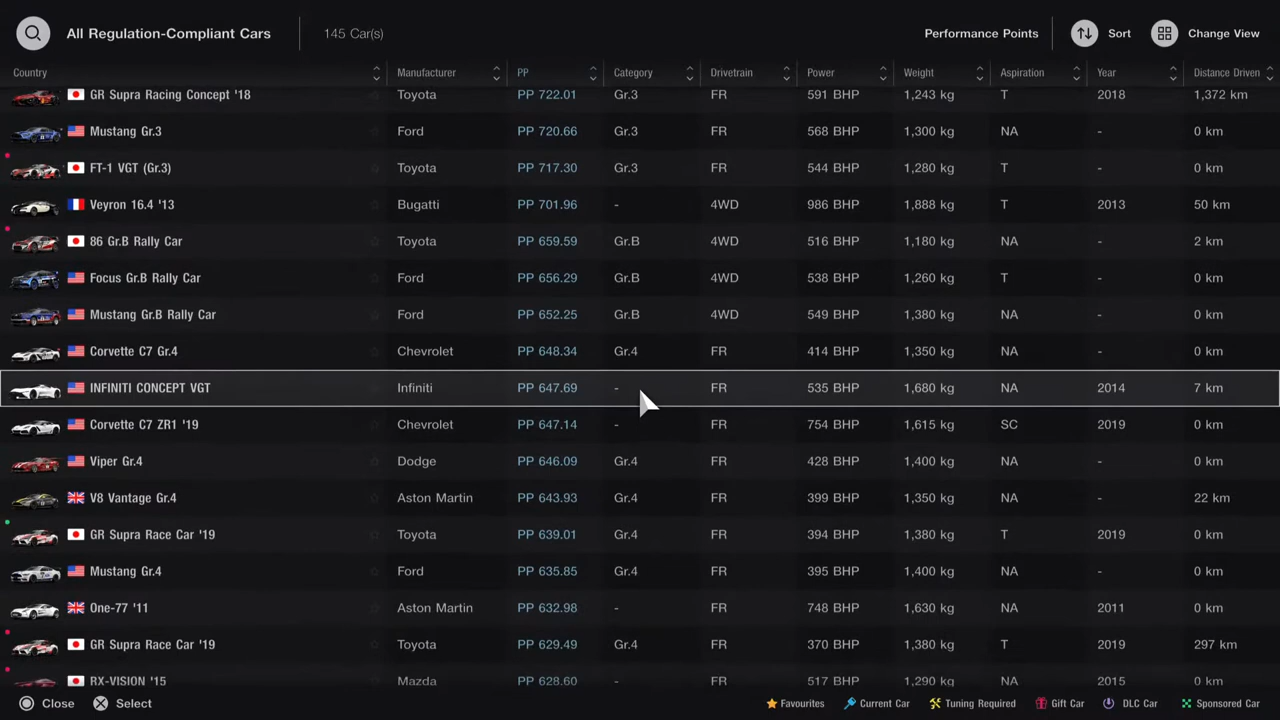 All Regulation-Compliant Cars 145 Car(s) Performance Points Sort Change View
Country Manufacturer PP Category Drivetrain Power Weight Aspiration Year Distance Driven
GR Supra Racing Concept '18 Toyota PP 722.01 Gr.3 FR 591 BHP 1,243 kg T 2018 1,372 km
Mustang Gr.3 Ford PP 720.66 Gr.3 FR 568 BHP 1,300 kg NA - 0 km
FT-1 VGT (Gr.3) Toyota PP 717.30 Gr.3 FR 544 BHP 1,280 kg T - 0 km
Veyron 16.4 '13 Bugatti PP 701.96 - 4WD 986 BHP 1,888 kg T 2013 50 km
86 Gr.B Rally Car Toyota PP 659.59 Gr.B 4WD 516 BHP 1,180 kg NA - 2 km
Focus Gr.B Rally Car Ford PP 656.29 Gr.B 4WD 538 BHP 1,260 kg T - 0 km
Mustang Gr.B Rally Car Ford PP 652.25 Gr.B 4WD 549 BHP 1,380 kg NA - 0 km
Corvette C7 Gr.4 Chevrolet PP 648.34 Gr.4 FR 414 BHP 1,350 kg NA - 0 km
INFINITI CONCEPT VGT Infiniti PP 647.69 - FR 535 BHP 1,680 kg NA 2014 7 km
Corvette C7 ZR1 '19 Chevrolet PP 647.14 - FR 754 BHP 1,615 kg SC 2019 0 km
Viper Gr.4 Dodge PP 646.09 Gr.4 FR 428 BHP 1,400 kg NA - 0 km
V8 Vantage Gr.4 Aston Martin PP 643.93 Gr.4 FR 399 BHP 1,350 kg NA - 22 km
GR Supra Race Car '19 Toyota PP 639.01 Gr.4 FR 394 BHP 1,380 kg T 2019 0 km
Mustang Gr.4 Ford PP 635.85 Gr.4 FR 395 BHP 1,400 kg NA - 0 km
One-77 '11 Aston Martin PP 632.98 - FR 748 BHP 1,630 kg NA 2011 0 km
GR Supra Race Car '19 Toyota PP 629.49 Gr.4 FR 370 BHP 1,380 kg T 2019 297 km
RX-VISION '15 Mazda PP 628.60 - FR 517 BHP 1,290 kg NA 2015 0 km
Close Select Favourites Current Car Tuning Required Gift Car DLC Car Sponsored Car